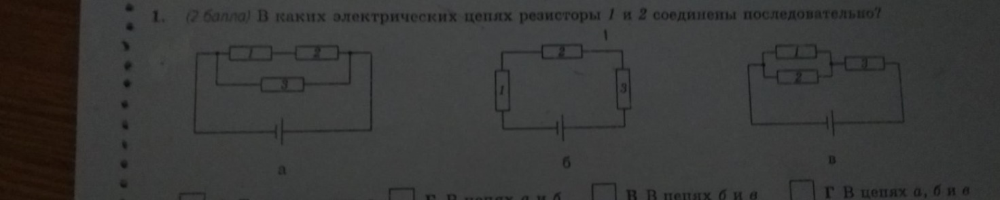 1. (2 балла) В каких электрических цепях резисторы 1 и 2 соединены последовательно?
1 2 3
1 2 3
1 2 3
а б в
В В цепях б и в Г В цепях а, б и в